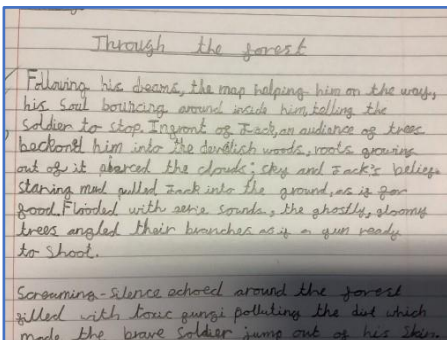 Through the forest
Following his dreams, the map helping him on the way,
his soul bouncing around inside him, telling the
soldier to stop. Infront of Jack, an audience of trees
beckond him into the devilish woods, roots growing
out of it pierced the clouds; sky and Jack's belief
staring mud pulled Jack into the ground, as if for
food. Flooded with eerie sounds, the ghostly, gloomy
trees angled their branches as if a gun ready
to shoot.
Screaming-silence echoed around the forest
filled with toxic fungi polluting the dist which
made the brave soldier jump out of his skin.